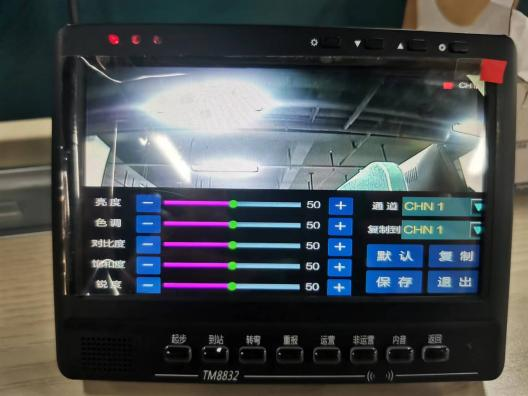 CH1
亮度 − 50 + 通道 CHN 1
色调 − 50 + 复制到 CHN 1
对比度 − 50 + 默认 复制
饱和度 − 50 +
锐度 − 50 + 保存 退出
起步 到站 转弯 重报 运营 非运营 内音 返回
TM8832